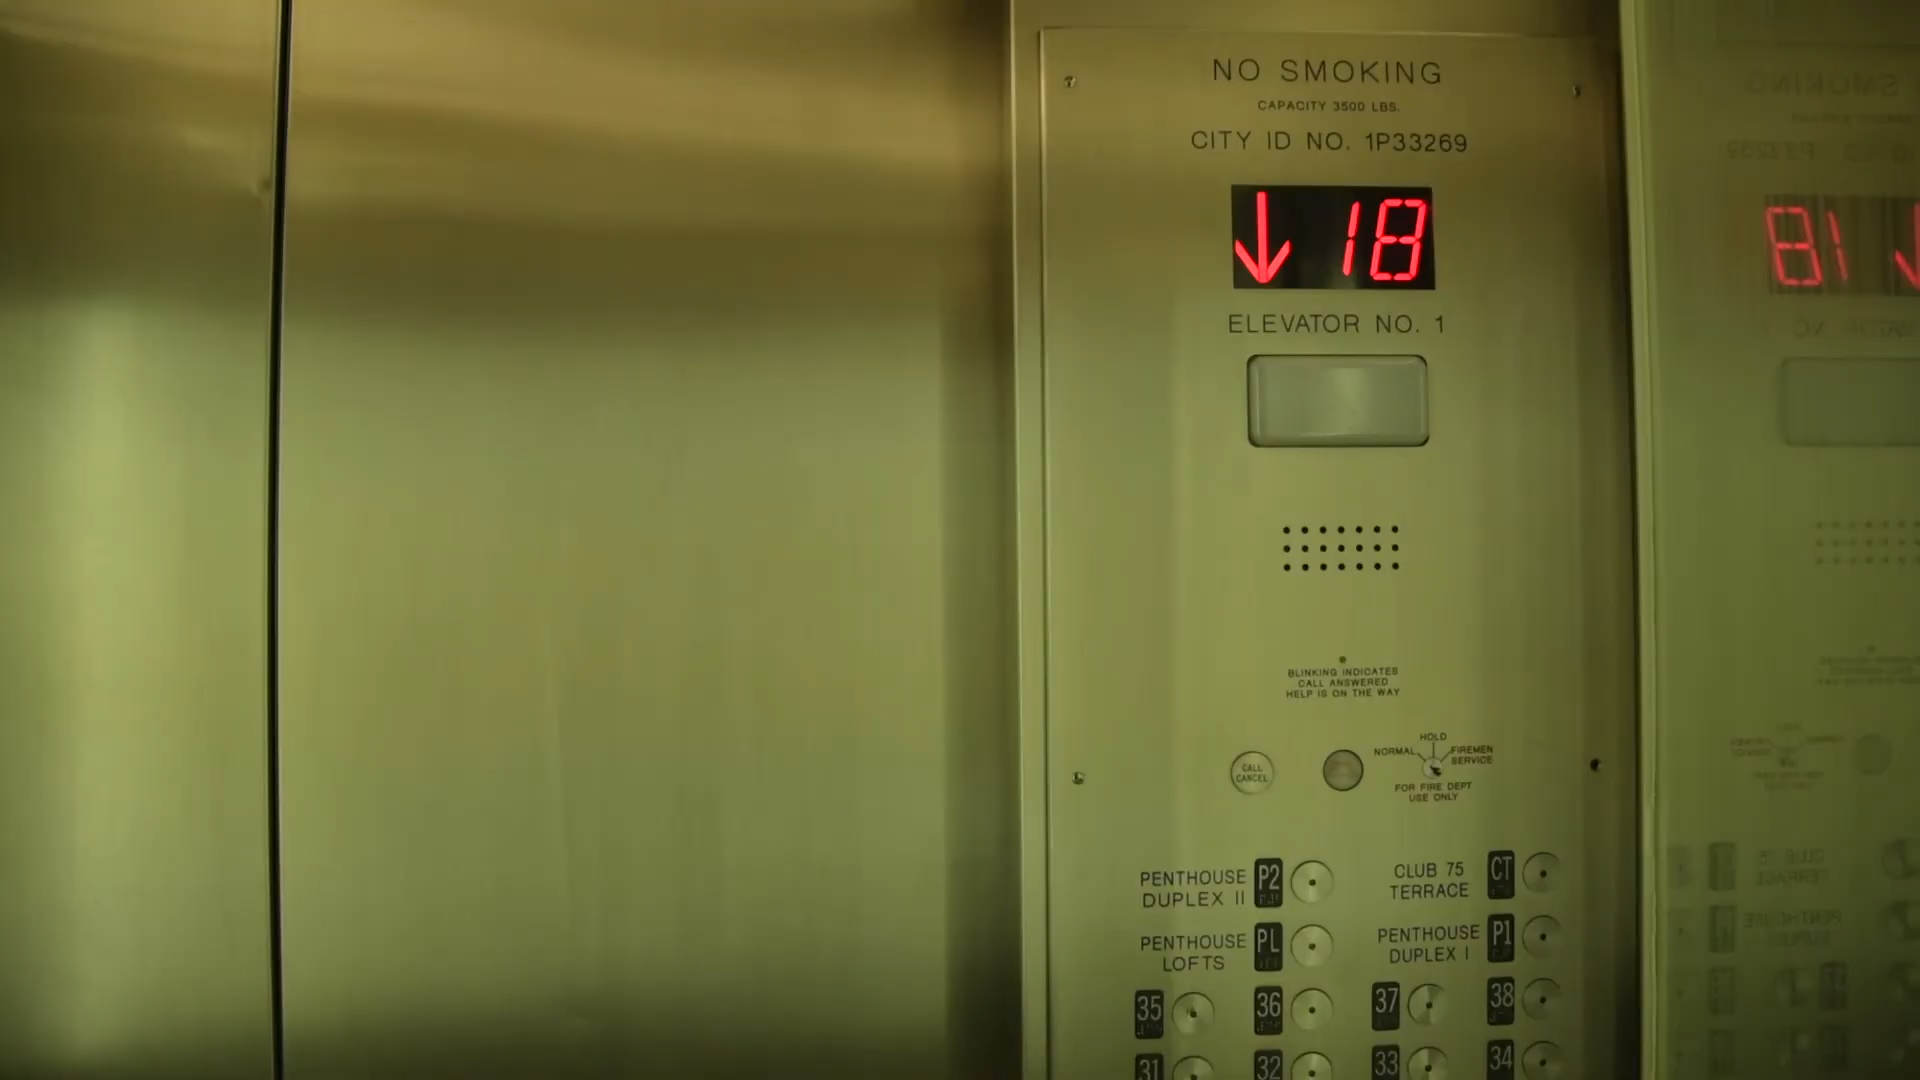 NO SMOKING
CAPACITY 3500 LBS.
CITY ID NO. 1P33269
↓ 18
ELEVATOR NO. 1
BLINKING INDICATES
CALL ANSWERED
HELP IS ON THE WAY
CALL
CANCEL
HOLD
NORMAL
FIREMEN
SERVICE
FOR FIRE DEPT
USE ONLY
PENTHOUSE
DUPLEX II
P2
CLUB 75
TERRACE
CT
PENTHOUSE
LOFTS
PL
PENTHOUSE
DUPLEX I
P1
35 36 37 38
31 32 33 34